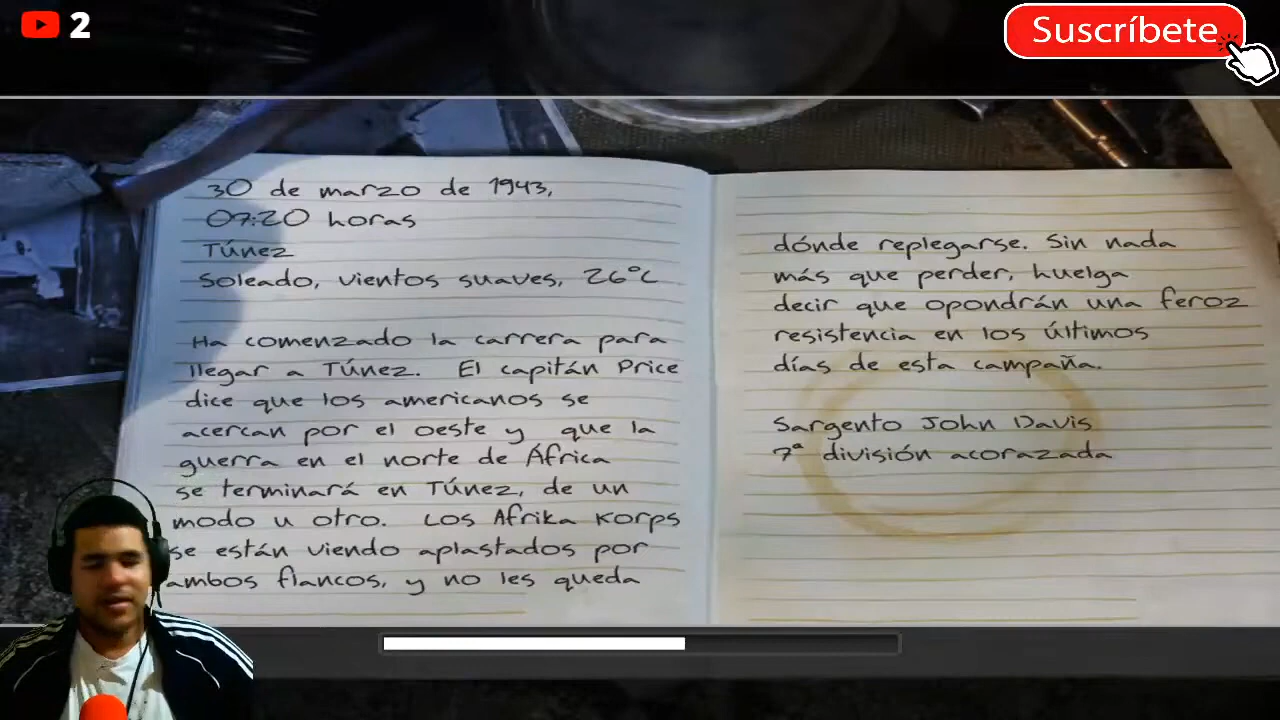 2
Suscríbete
30 de marzo de 1943,
07:20 horas
Túnez
Soleado, vientos suaves, 26°C
Ha comenzado la carrera para
llegar a Túnez. El capitán Price
dice que los americanos se
acercan por el oeste y que la
guerra en el norte de África
se terminará en Túnez, de un
modo u otro. Los Afrika Korps
se están viendo aplastados por
ambos flancos, y no les queda
dónde replegarse. Sin nada
más que perder, huelga
decir que opondrán una feroz
resistencia en los últimos
días de esta campaña.
Sargento John Davis
7ª división acorazada